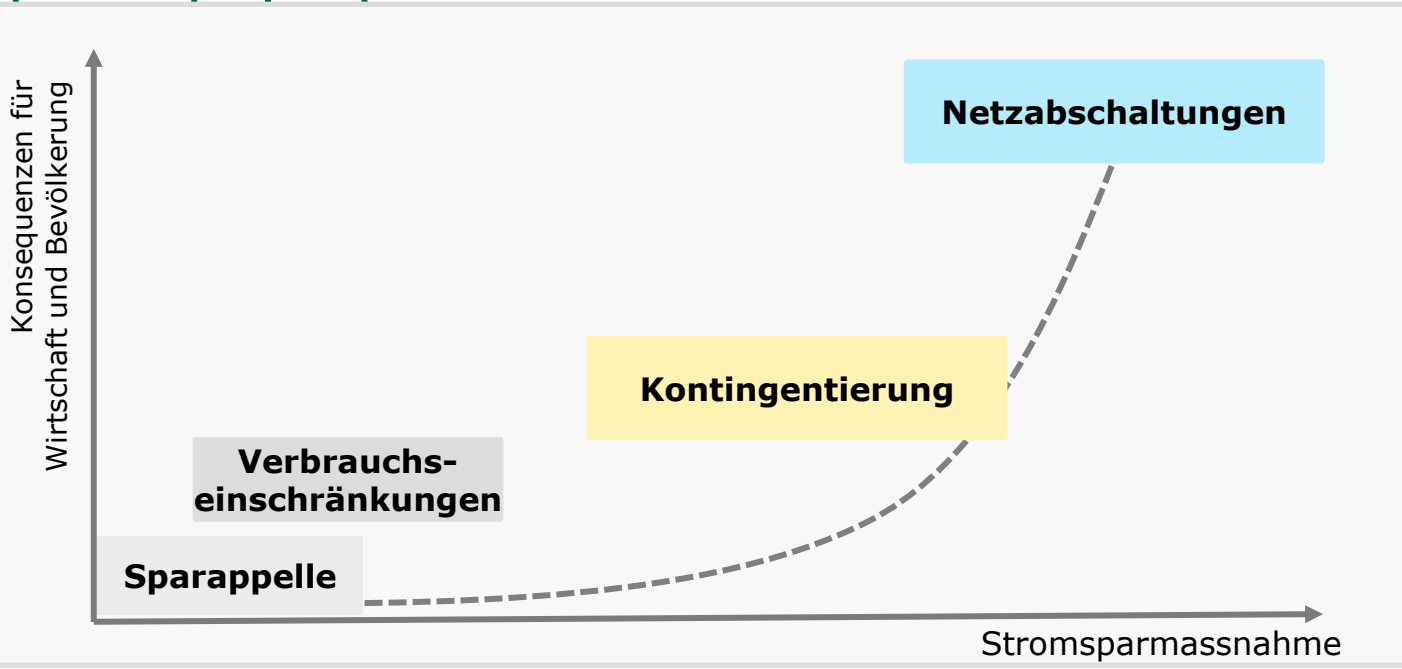 Konsequenzen für
Wirtschaft und Bevölkerung
Netzabschaltungen
Kontingentierung
Verbrauchs-
einschränkungen
Sparappelle
Stromsparmassnahme